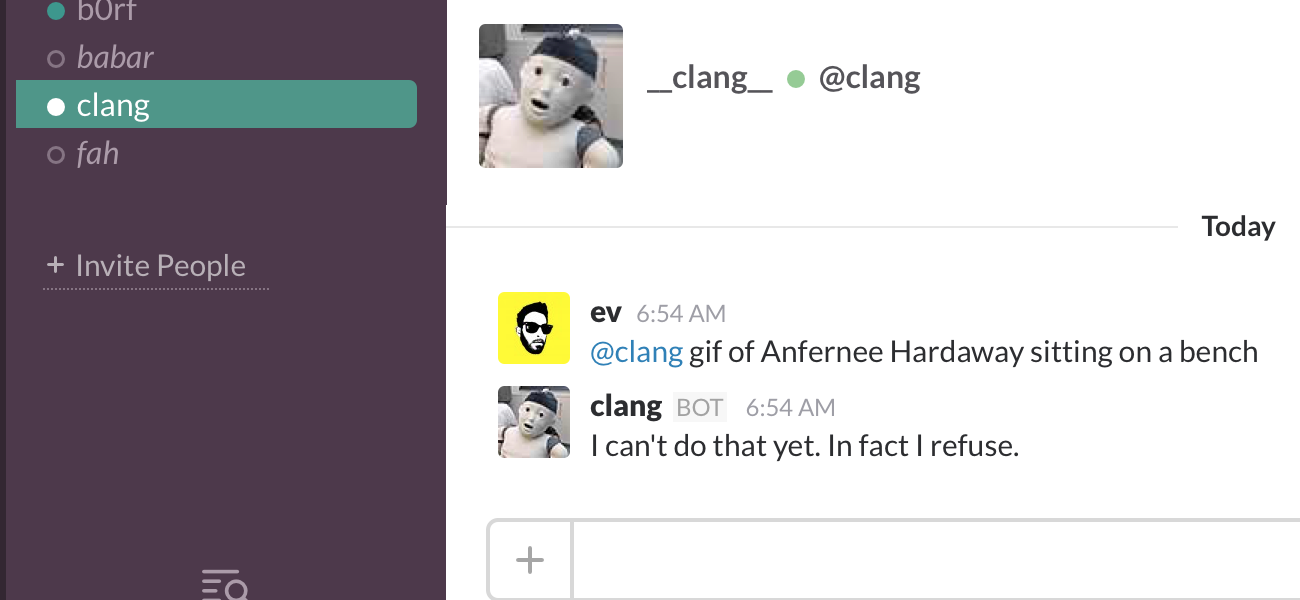 b0rf
babar
clang
fah
+ Invite People
__clang__ @clang
Today
ev 6:54 AM
@clang gif of Anfernee Hardaway sitting on a bench
clang BOT 6:54 AM
I can't do that yet. In fact I refuse.